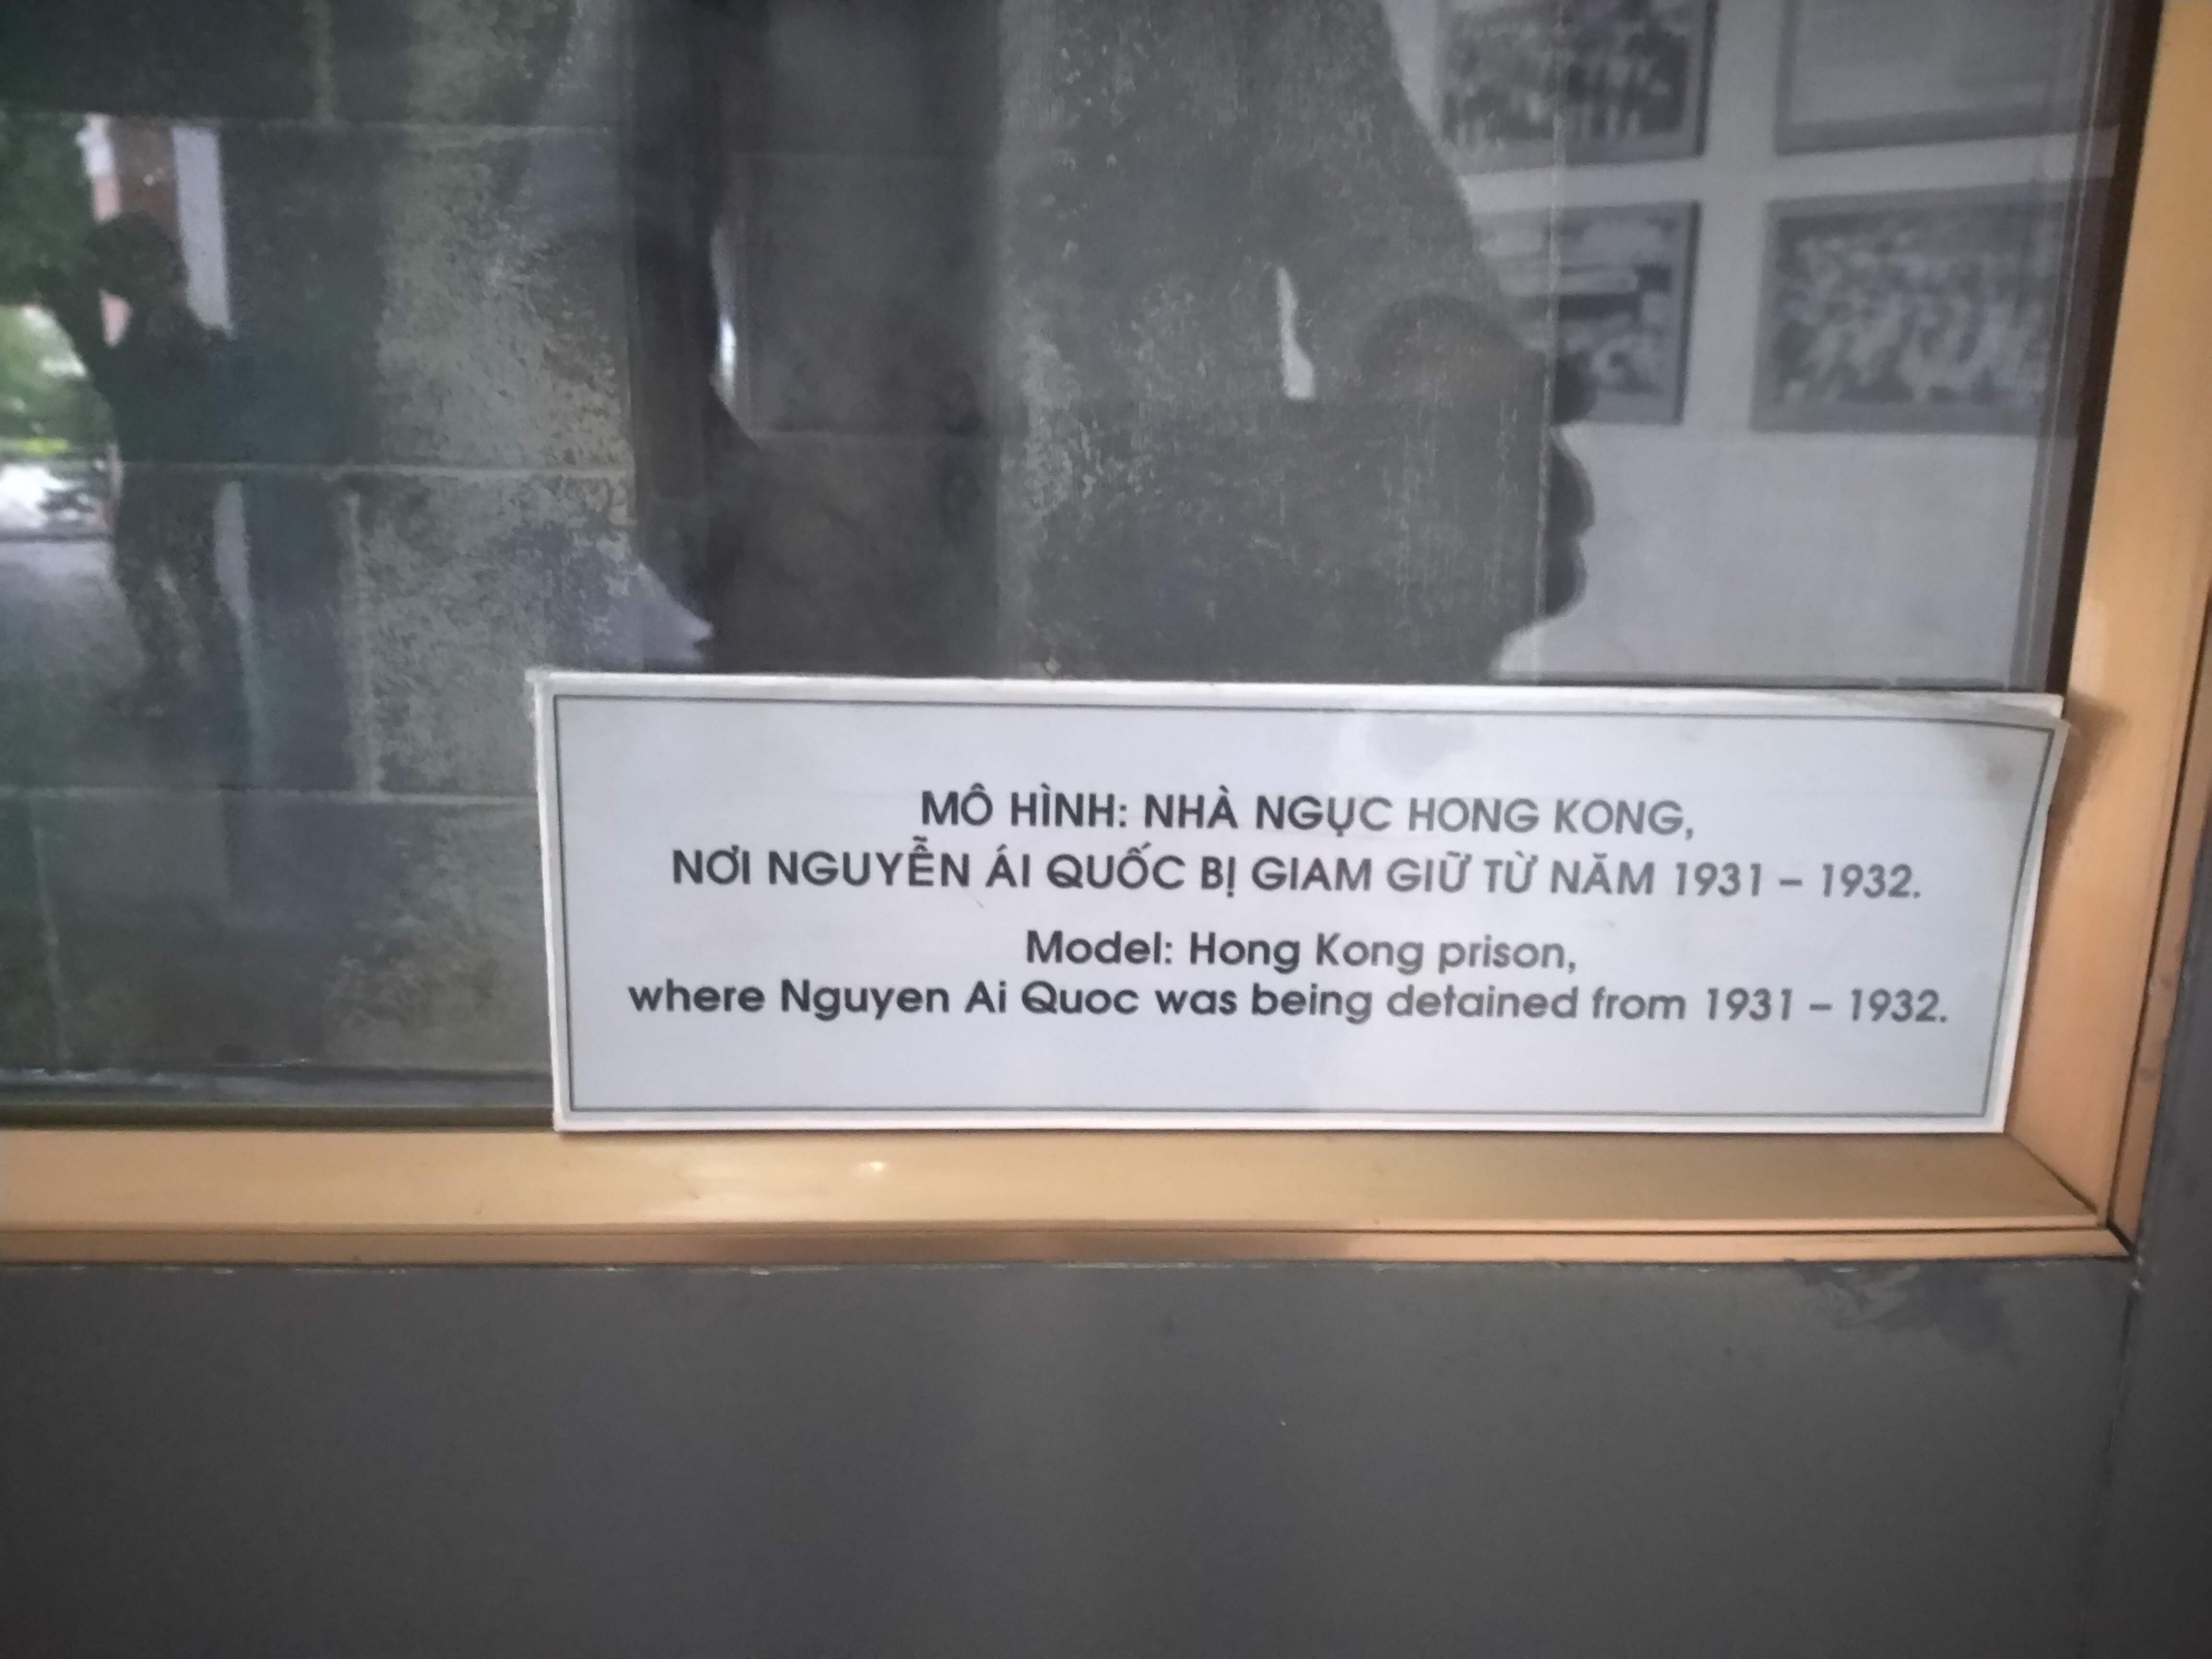 MÔ HÌNH: NHÀ NGỤC HONG KONG,
NƠI NGUYỄN ÁI QUỐC BỊ GIAM GIỮ TỪ NĂM 1931 – 1932.
Model: Hong Kong prison,
where Nguyen Ai Quoc was being detained from 1931 – 1932.